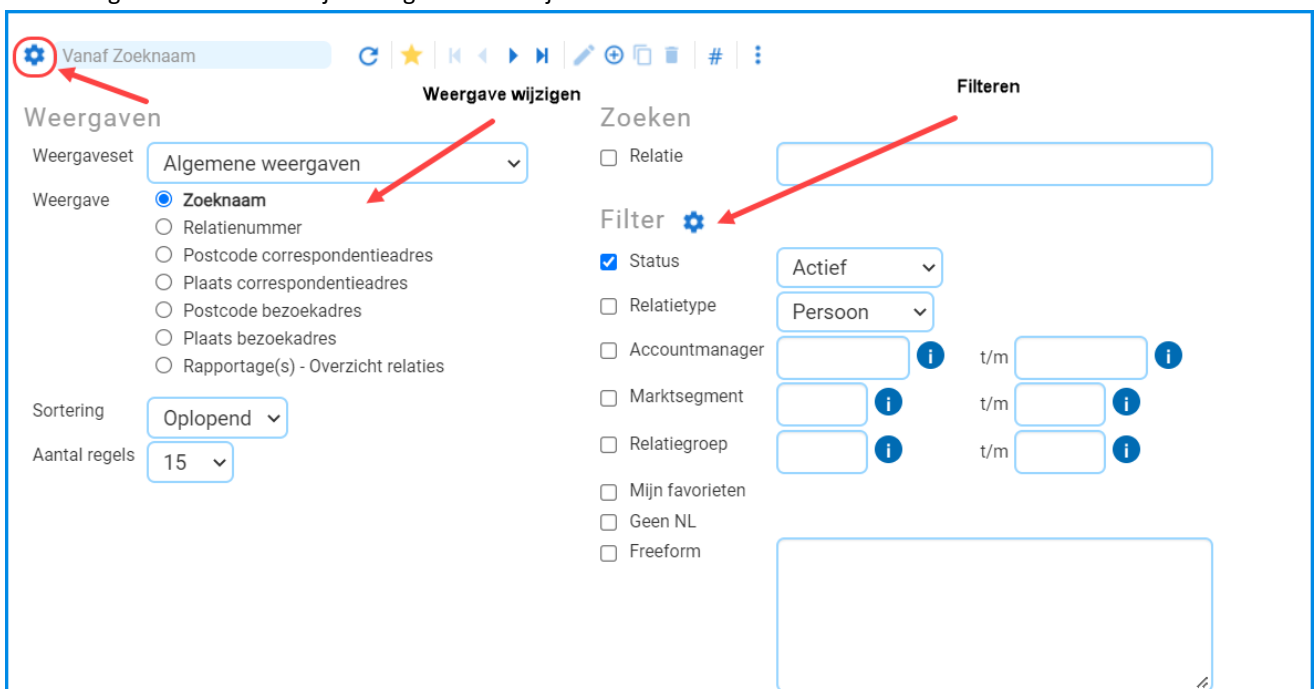 Vanaf Zoeknaam
#
Weergave wijzigen
Filteren
Weergaven
Weergaveset
Algemene weergaven
Weergave
Zoeknaam
Relatienummer
Postcode correspondentieadres
Plaats correspondentieadres
Postcode bezoekadres
Plaats bezoekadres
Rapportage(s) - Overzicht relaties
Sortering
Oplopend
Aantal regels
15
Zoeken
Relatie
Filter
Status
Actief
Relatietype
Persoon
Accountmanager
i
t/m
i
Marktsegment
i
t/m
i
Relatiegroep
i
t/m
i
Mijn favorieten
Geen NL
Freeform